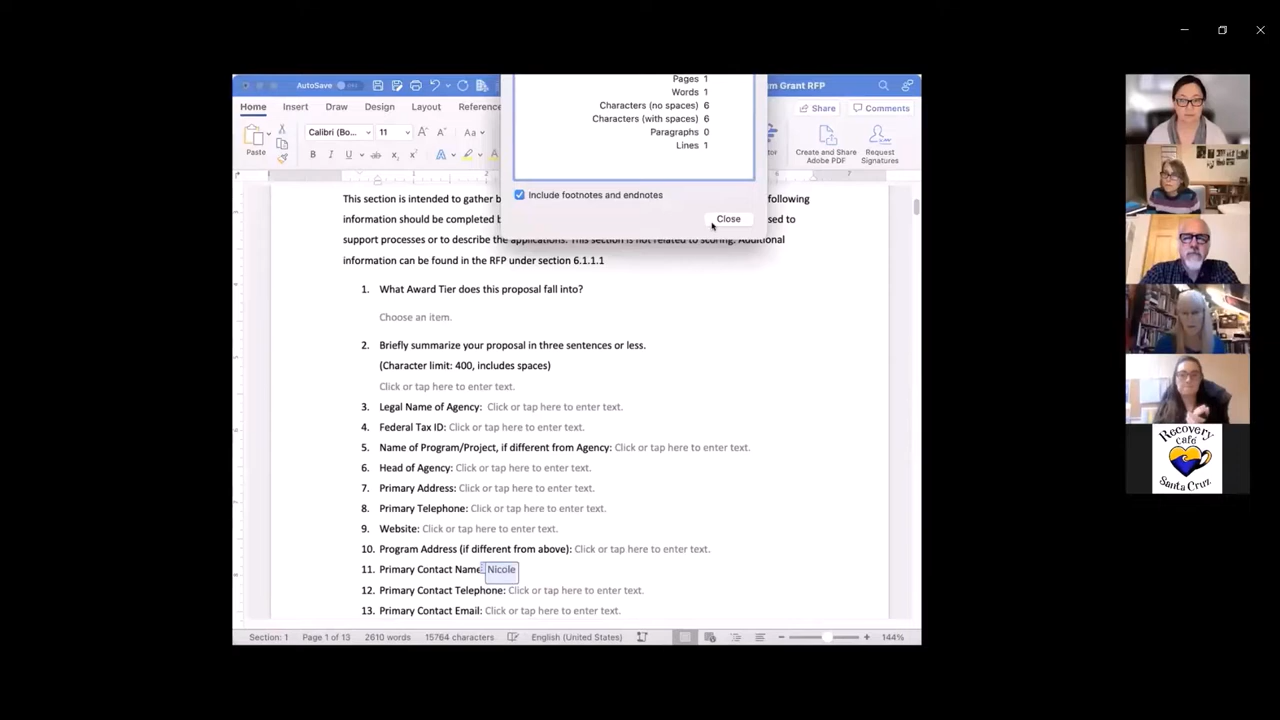 AutoSave
am Grant RFP
Home Insert Draw Design Layout Reference
Share Comments
Paste
Calibri (Bo... 11
Create and Share Adobe PDF
Request Signatures
Pages 1
Words 1
Characters (no spaces) 6
Characters (with spaces) 6
Paragraphs 0
Lines 1
Include footnotes and endnotes
Close
This section is intended to gather b following
information should be completed b sed to
support processes or to describe the applications. This section is not related to scoring. Additional
information can be found in the RFP under section 6.1.1.1
1. What Award Tier does this proposal fall into?
Choose an item.
2. Briefly summarize your proposal in three sentences or less.
(Character limit: 400, includes spaces)
Click or tap here to enter text.
3. Legal Name of Agency: Click or tap here to enter text.
4. Federal Tax ID: Click or tap here to enter text.
5. Name of Program/Project, if different from Agency: Click or tap here to enter text.
6. Head of Agency: Click or tap here to enter text.
7. Primary Address: Click or tap here to enter text.
8. Primary Telephone: Click or tap here to enter text.
9. Website: Click or tap here to enter text.
10. Program Address (if different from above): Click or tap here to enter text.
11. Primary Contact Name Nicole
12. Primary Contact Telephone: Click or tap here to enter text.
13. Primary Contact Email: Click or tap here to enter text.
Section: 1 Page 1 of 13 2610 words 15764 characters English (United States) 144%
Recovery
café
Santa Cruz